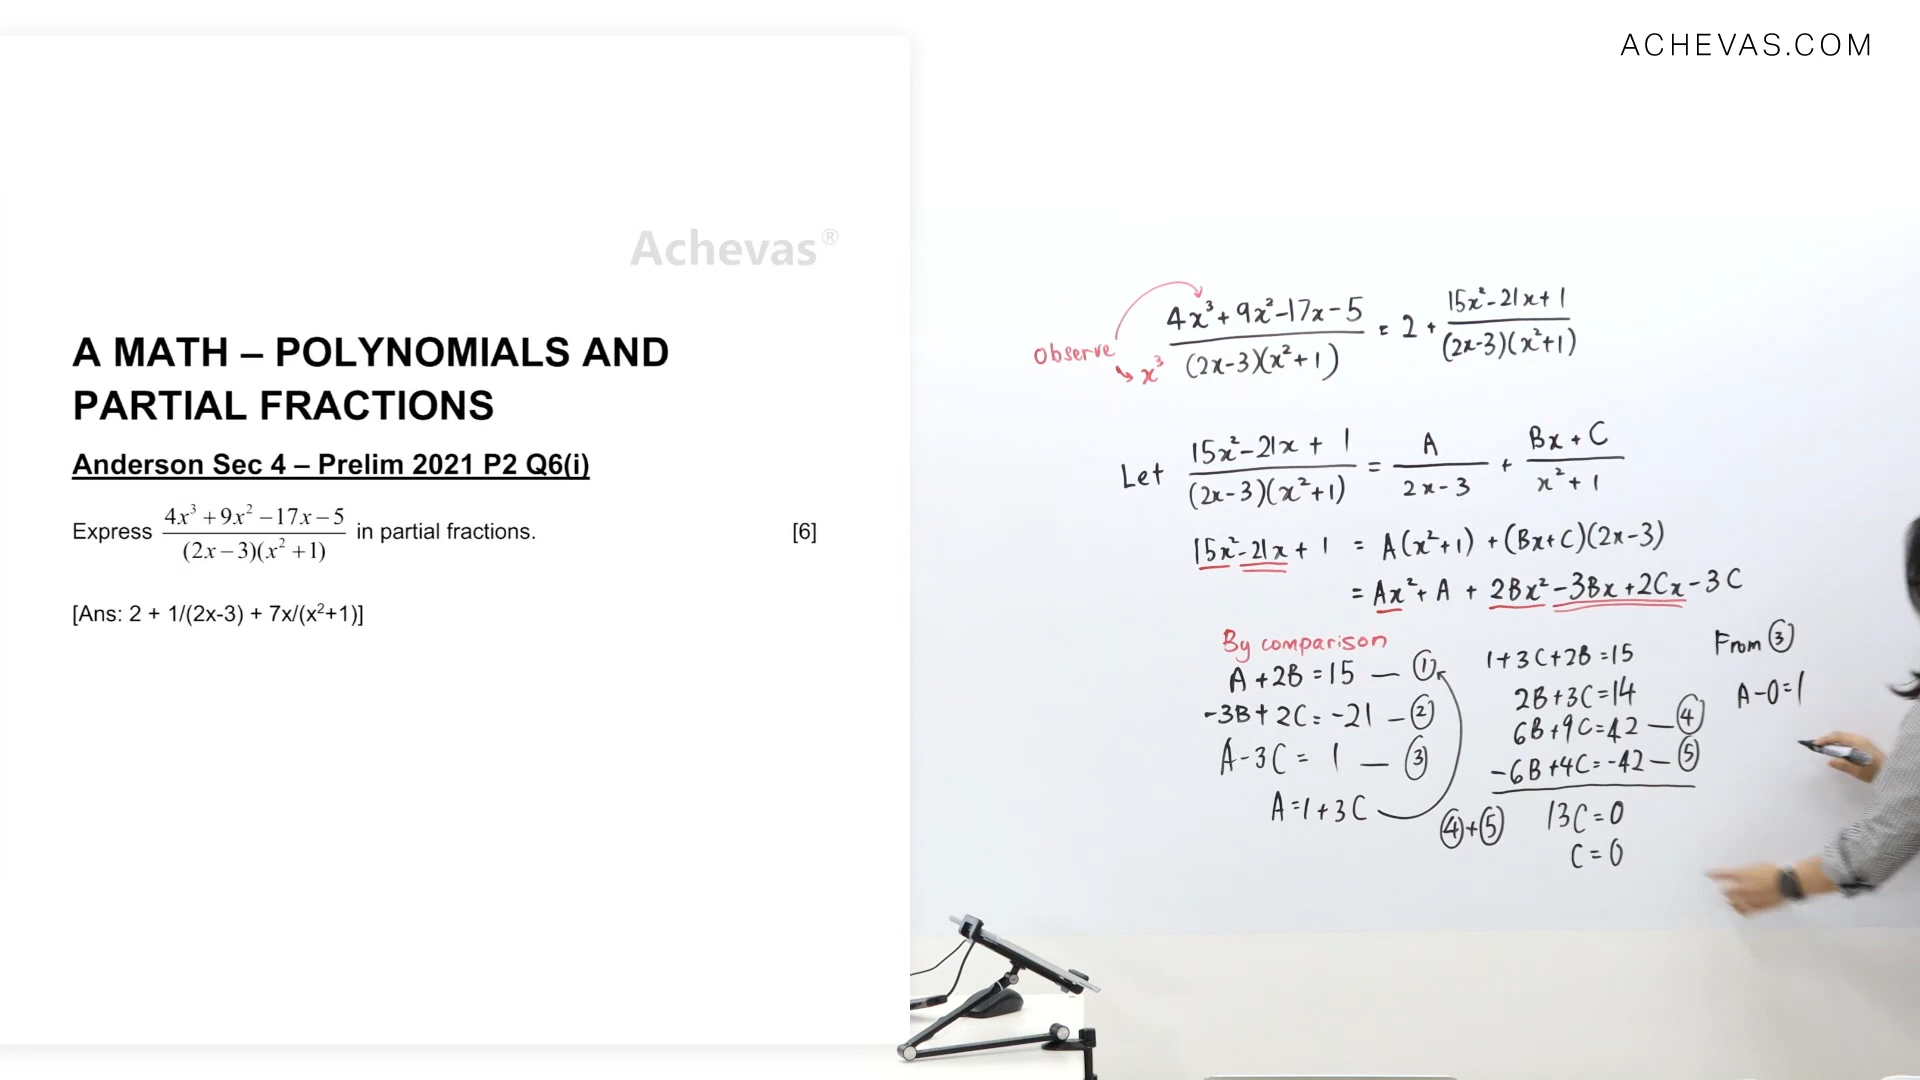 ACHEVAS.COM
Achevas®
A MATH – POLYNOMIALS AND
PARTIAL FRACTIONS
Anderson Sec 4 – Prelim 2021 P2 Q6(i)
Express (4x³+9x²−17x−5)/((2x−3)(x²+1)) in partial fractions. [6]
[Ans: 2 + 1/(2x-3) + 7x/(x²+1)]
Observe
x³
(4x³+9x²-17x-5)/((2x-3)(x²+1)) = 2 + (15x²-21x+1)/((2x-3)(x²+1))
Let (15x²-21x+1)/((2x-3)(x²+1)) = A/(2x-3) + (Bx+C)/(x²+1)
15x²-21x+1 = A(x²+1)+(Bx+C)(2x-3)
= Ax²+A + 2Bx²-3Bx+2Cx-3C
By comparison
A+2B=15 — ①
-3B+2C=-21 — ②
A-3C=1 — ③
A=1+3C
1+3C+2B=15
2B+3C=14
6B+9C=42 — ④
-6B+4C=-42 — ⑤
④+⑤ 13C=0
C=0
From ③
A-0=1